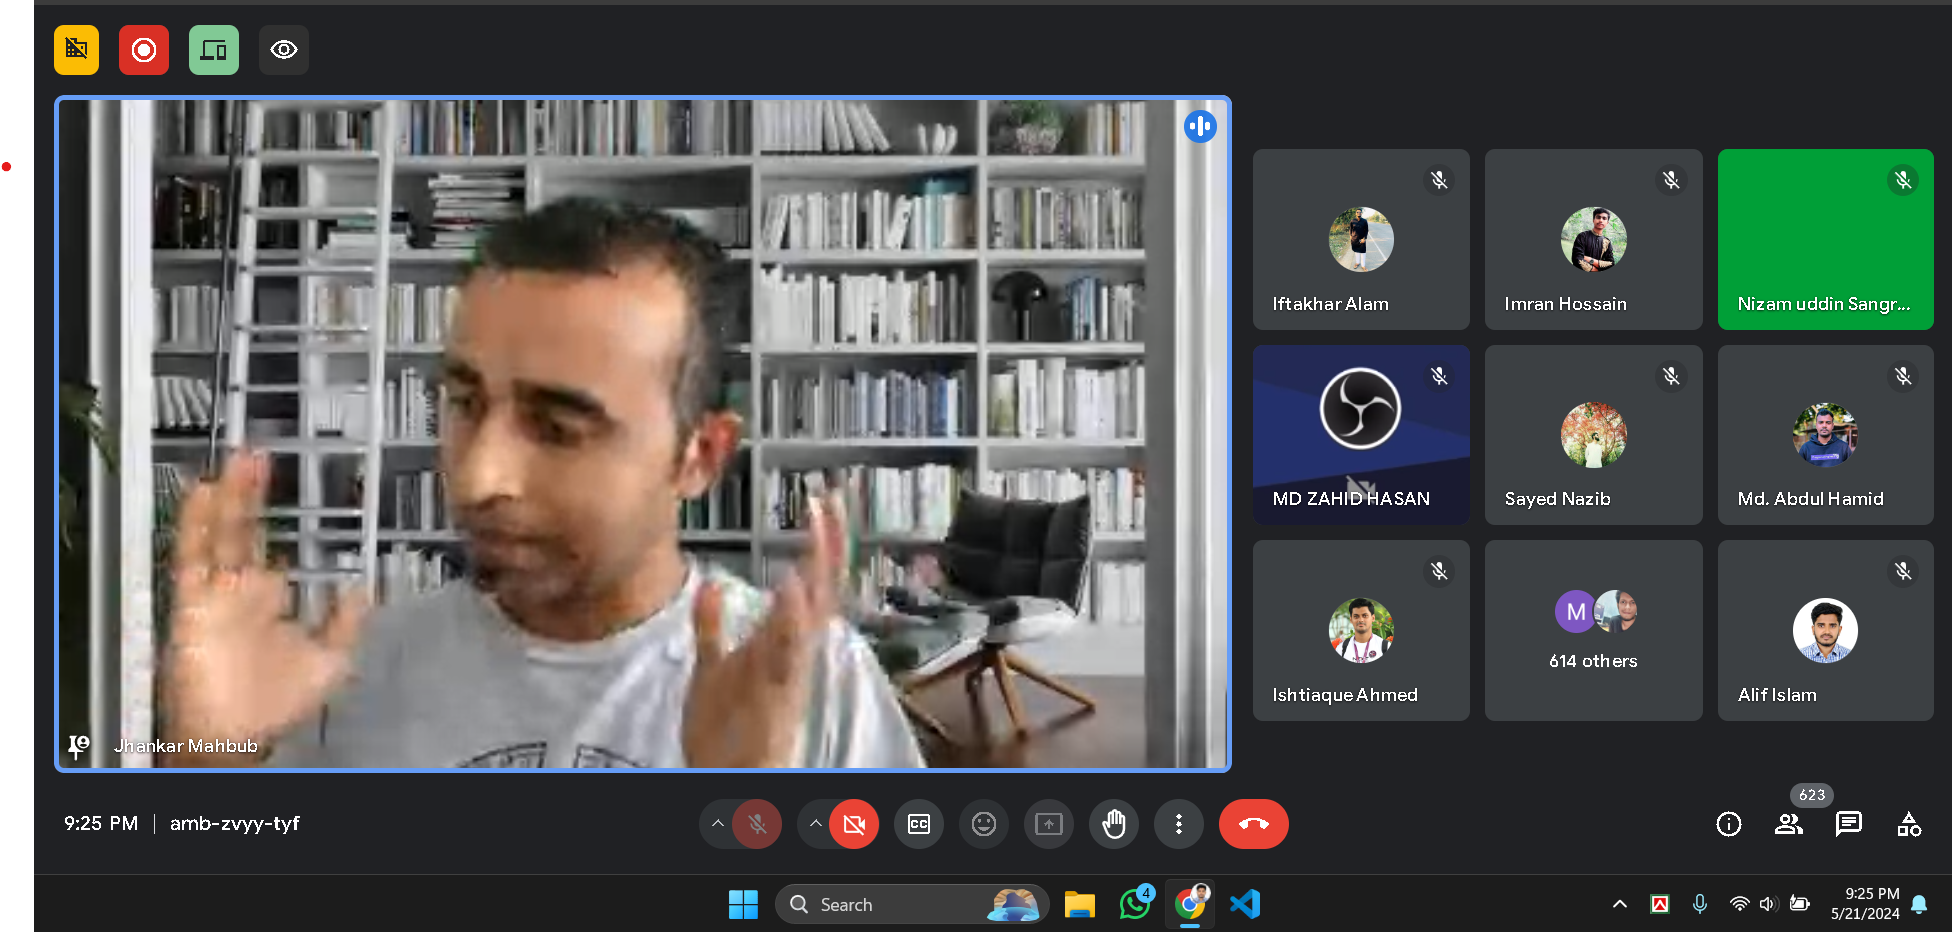 Jhankar Mahbub
Iftakhar Alam
Imran Hossain
Nizam uddin Sangr...
MD ZAHID HASAN
Sayed Nazib
Md. Abdul Hamid
Ishtiaque Ahmed
M
614 others
Alif Islam
9:25 PM | amb-zvyy-tyf
CC
623
Search
4
9:25 PM
5/21/2024